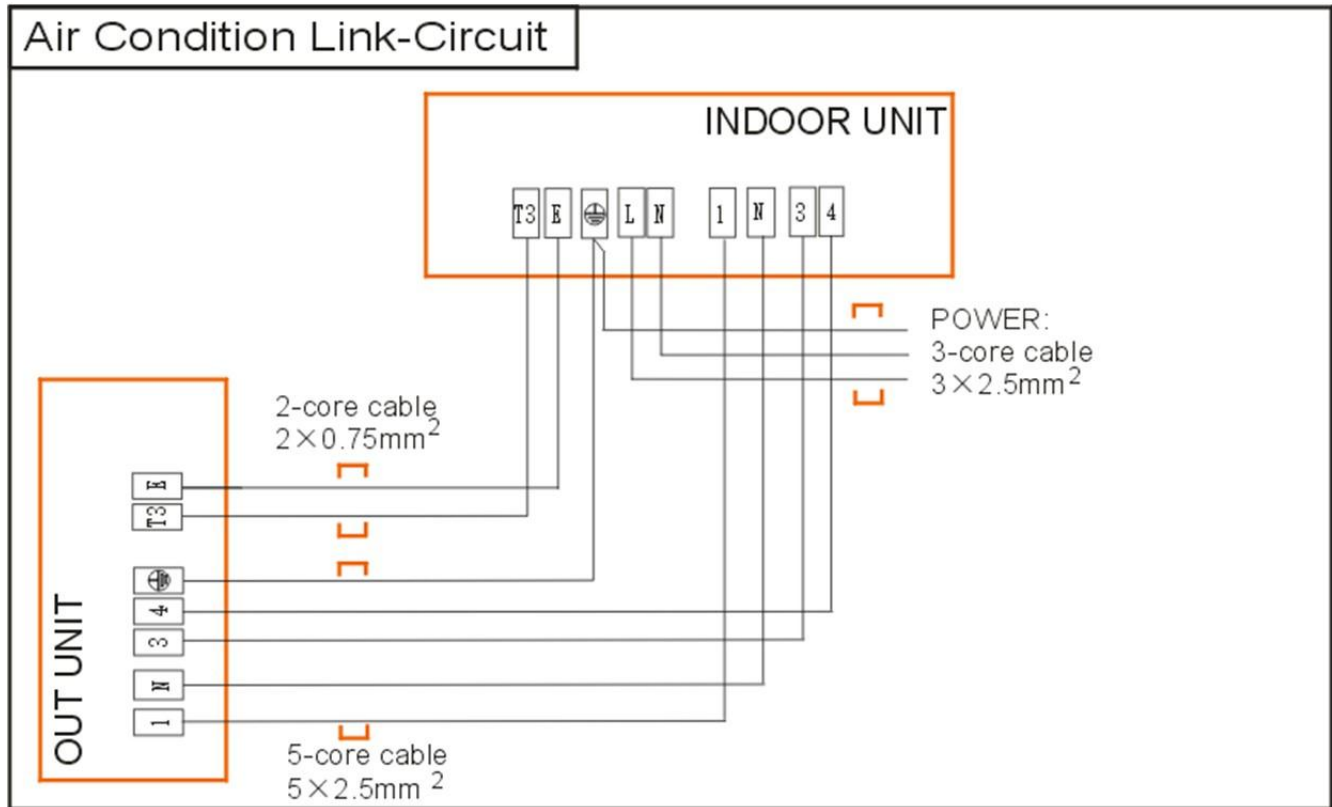 Air Condition Link-Circuit
INDOOR UNIT
T3 E L N 1 N 3 4
POWER:
3-core cable
3×2.5mm²
2-core cable
2×0.75mm²
E
T3
4
3
N
1
OUT UNIT
5-core cable
5×2.5mm ²